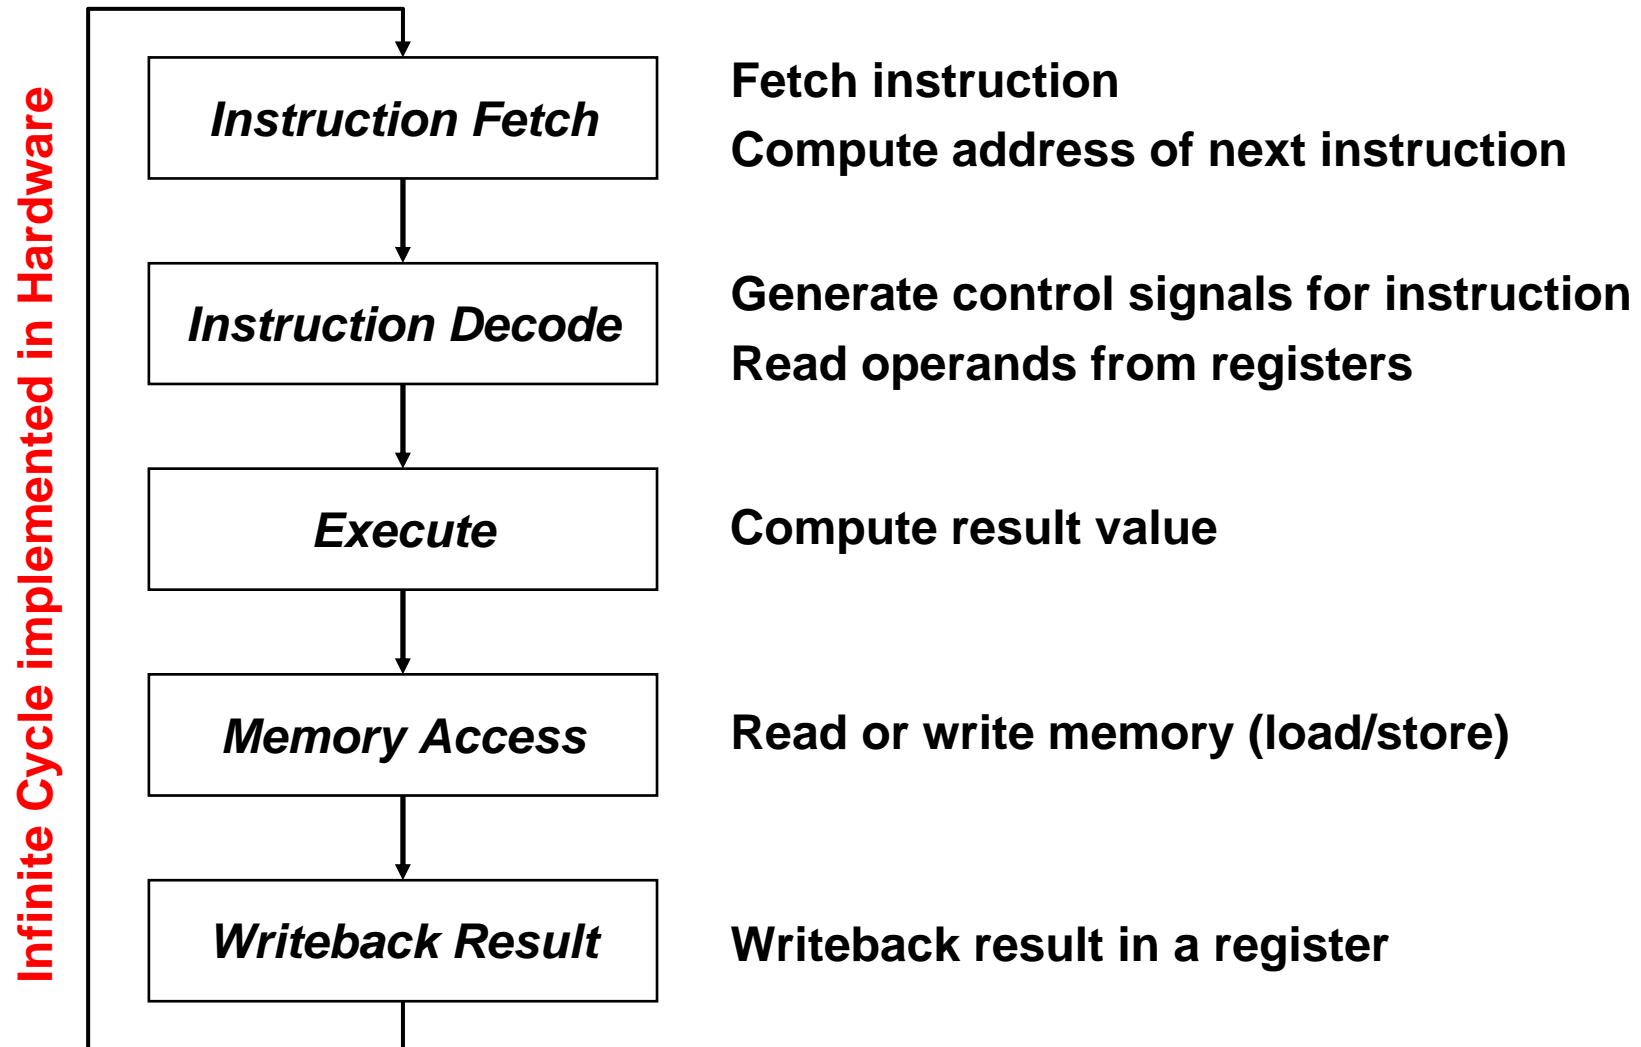 Infinite Cycle implemented in Hardware
Instruction Fetch
Fetch instruction
Compute address of next instruction
Instruction Decode
Generate control signals for instruction
Read operands from registers
Execute
Compute result value
Memory Access
Read or write memory (load/store)
Writeback Result
Writeback result in a register